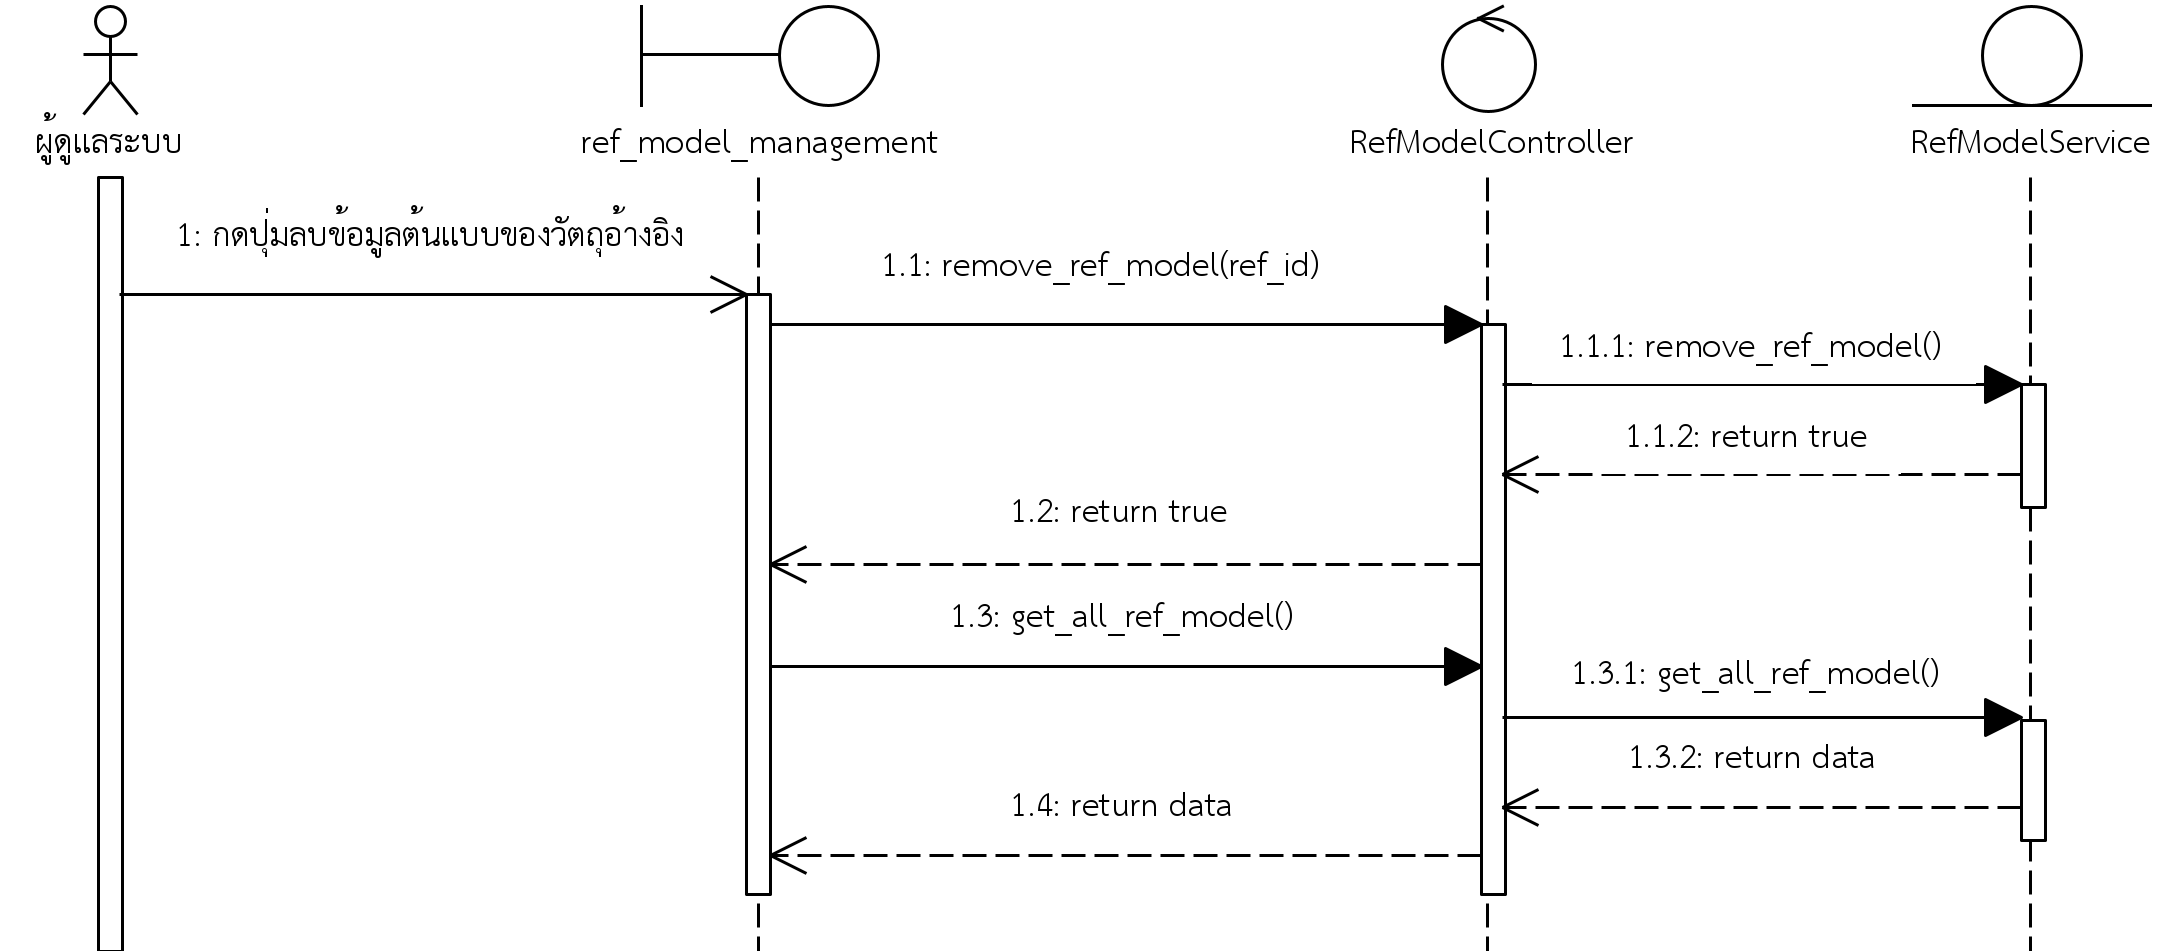 ผู้ดูแลระบบ
ref_model_management
RefModelController
RefModelService
1: กดปุ่มลบข้อมูลต้นแบบของวัตถุอ้างอิง
1.1: remove_ref_model(ref_id)
1.1.1: remove_ref_model()
1.1.2: return true
1.2: return true
1.3: get_all_ref_model()
1.3.1: get_all_ref_model()
1.3.2: return data
1.4: return data